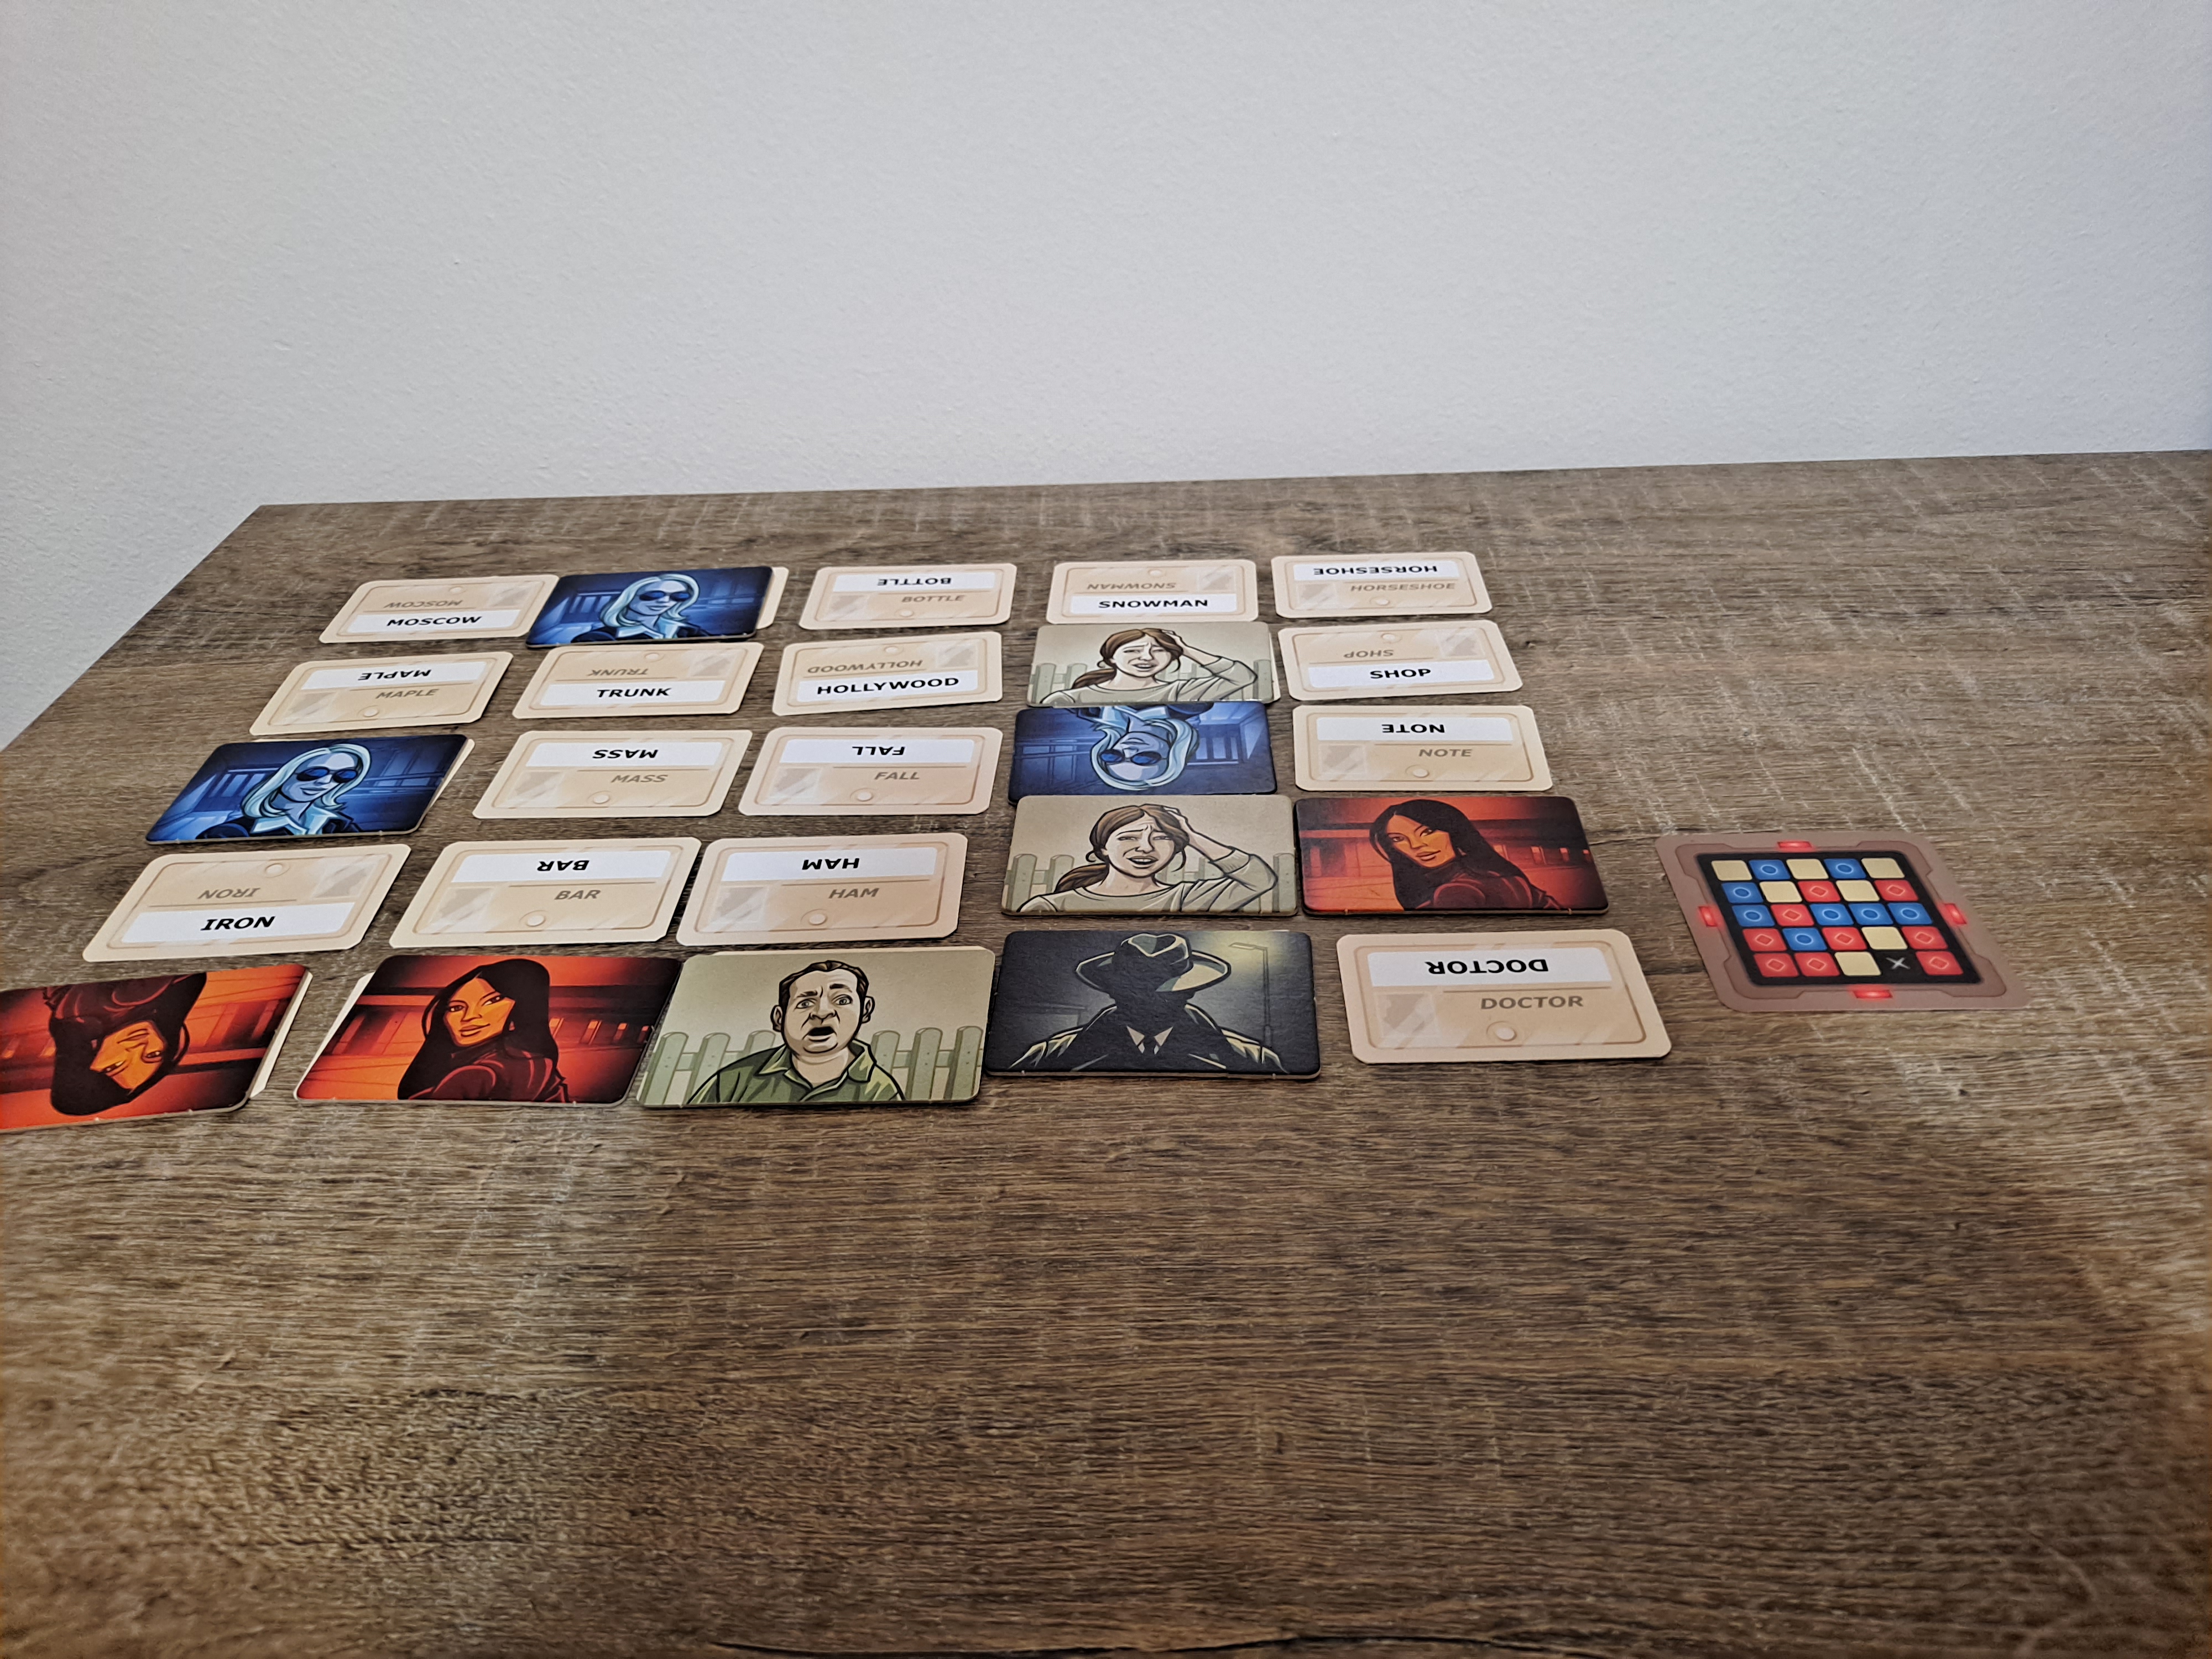 MOSCOW
MOSCOW
BOTTLE
BOTTLE
SNOWMAN
SNOWMAN
HORSESHOE
HORSESHOE
MAPLE
MAPLE
TRUNK
TRUNK
HOLLYWOOD
HOLLYWOOD
SHOP
SHOP
MASS
MASS
FALL
FALL
NOTE
NOTE
IRON
IRON
BAR
BAR
HAM
HAM
DOCTOR
DOCTOR